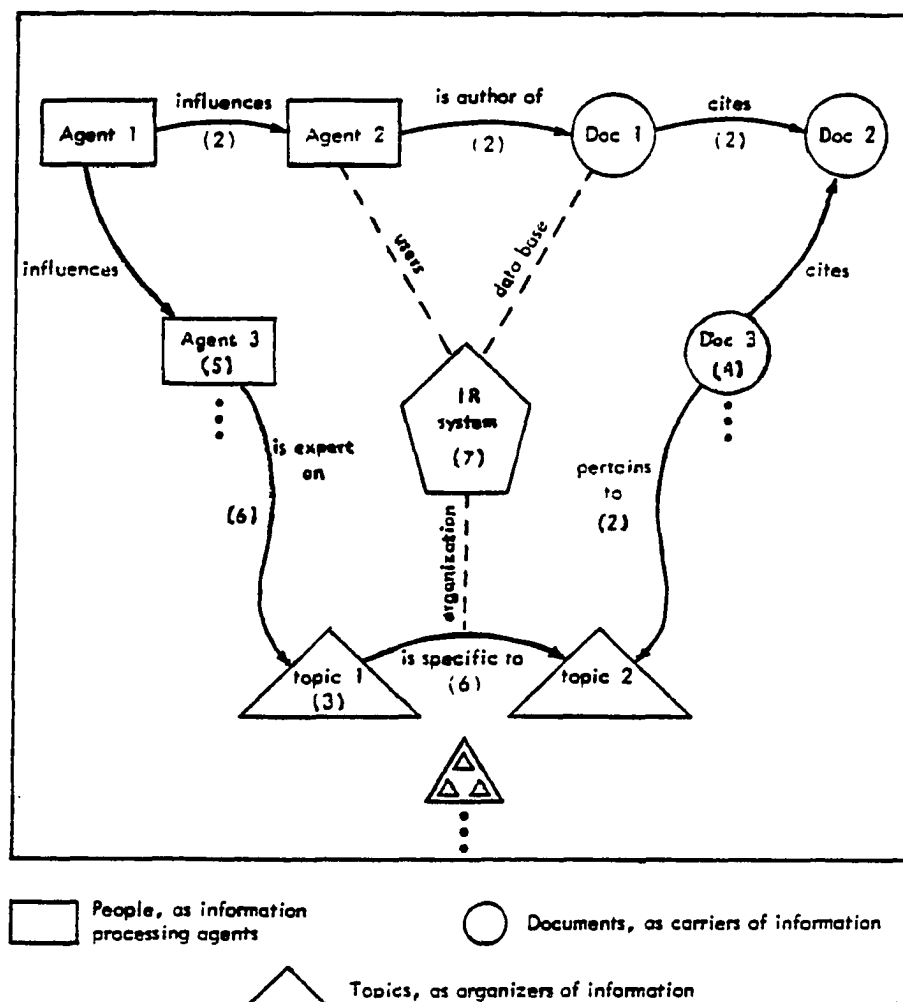 influences
is author of
cites
Agent 1
Agent 2
Doc 1
Doc 2
(2)
(2)
(2)
users
data base
influences
cites
Agent 3
(5)
Doc 3
(4)
IR
system
(7)
is expert
on
(6)
pertains
to
(2)
organization
is specific to
(6)
topic 1
(3)
topic 2
People, as information
processing agents
Documents, as carriers of information
Topics, as organizers of information